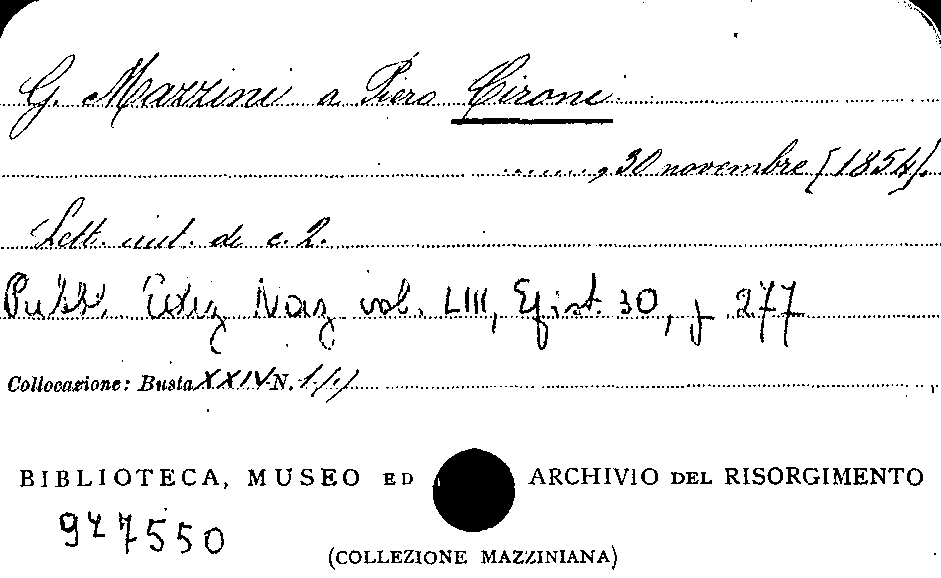 G. Mazzini a Piero Cironi
......., 30 novembre [1854].
Lett. aut. di c. 2.
Pubbl. Ediz Naz vol. LIII, Epist. 30, p. 277
Collocazione: Busta XXIV N. 1/1/
BIBLIOTECA, MUSEO ED ARCHIVIO DEL RISORGIMENTO
927550
(COLLEZIONE MAZZINIANA)